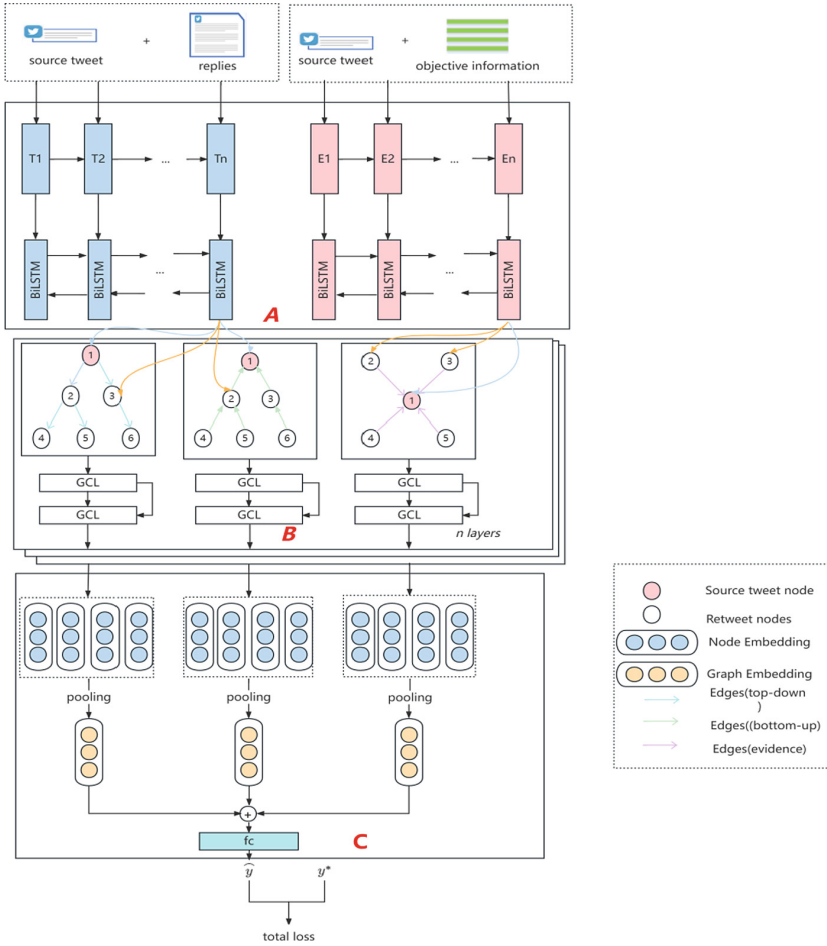 +
+
source tweet
replies
source tweet
objective information
T1
T2
...
Tn
E1
E2
...
En
BiLSTM
BiLSTM
...
BiLSTM
BiLSTM
BiLSTM
...
BiLSTM
A
1
2
3
4
5
6
1
2
3
4
5
6
2
3
1
4
5
GCL
GCL
GCL
GCL
GCL
GCL
B
n layers
pooling
pooling
pooling
+
fc
C
ŷ
y*
total loss
Source tweet node
Retweet nodes
Node Embedding
Graph Embedding
Edges(top-down
)
Edges((bottom-up)
Edges(evidence)